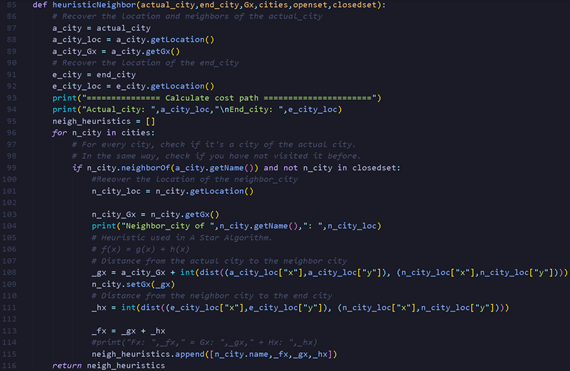 85 def heuristicNeighbor(actual_city,end_city,Gx,cities,openset,closedset):
86 # Recover the Location and neighbors of the actual_city
87 a_city = actual_city
88 a_city_loc = a_city.getLocation()
89 a_city_Gx = a_city.getGx()
90 # Recover the Location of the end_city
91 e_city = end_city
92 e_city_loc = e_city.getLocation()
93 print("=============== Calculate cost path ======================")
94 print("Actual_city: ",a_city_loc,"\nEnd_city: ",e_city_loc)
95 neigh_heuristics = []
96 for n_city in cities:
97 # For every city, check if it's a city of the actual city.
98 # In the same way, check if you have not visited it before.
99 if n_city.neighborOf(a_city.getName()) and not n_city in closedset:
100 #Recover the Location of the neighbor_city
101 n_city_loc = n_city.getLocation()
102
103 n_city_Gx = n_city.getGx()
104 print("Neighbor_city of ",n_city.getName(),": ",n_city_loc)
105 # Heuristic used in A Star Algorithm.
106 # f(x) = g(x) + h(x)
107 # Distance from the actual city to the neighbor city
108 _gx = a_city_Gx + int(dist((a_city_loc["x"],a_city_loc["y"]), (n_city_loc["x"],n_city_loc["y"])))
109 n_city.setGx(_gx)
110 # Distance from the neighbor city to the end city
111 _hx = int(dist((e_city_loc["x"],e_city_loc["y"]), (n_city_loc["x"],n_city_loc["y"])))
112
113 _fx = _gx + _hx
114 #print("Fx: ",_fx," = Gx: ",_gx," + Hx: ",_hx)
115 neigh_heuristics.append([n_city.name,_fx,_gx,_hx])
116 return neigh_heuristics